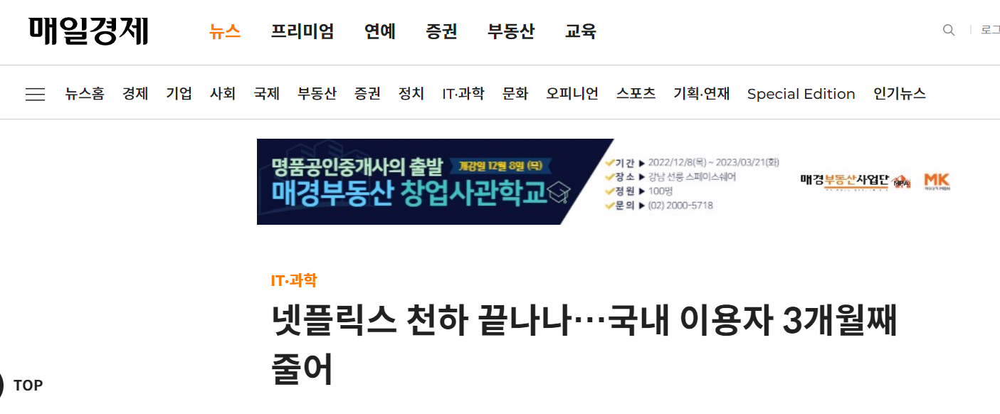 매일경제
뉴스 프리미엄 연예 증권 부동산 교육
로그
뉴스홈 경제 기업 사회 국제 부동산 증권 정치 IT·과학 문화 오피니언 스포츠 기획·연재 Special Edition 인기뉴스
명품공인중개사의 출발 개강일 12월 8일 (목)
매경부동산 창업사관학교
기간 ▶ 2022/12/8(목) ~ 2023/03/21(화)
장소 ▶ 강남 선릉 스페이스쉐어
정원 ▶ 100명
문의 ▶ (02) 2000-5718
매경부동산사업단 MPA
MK
IT·과학
넷플릭스 천하 끝나나…국내 이용자 3개월째
줄어
TOP